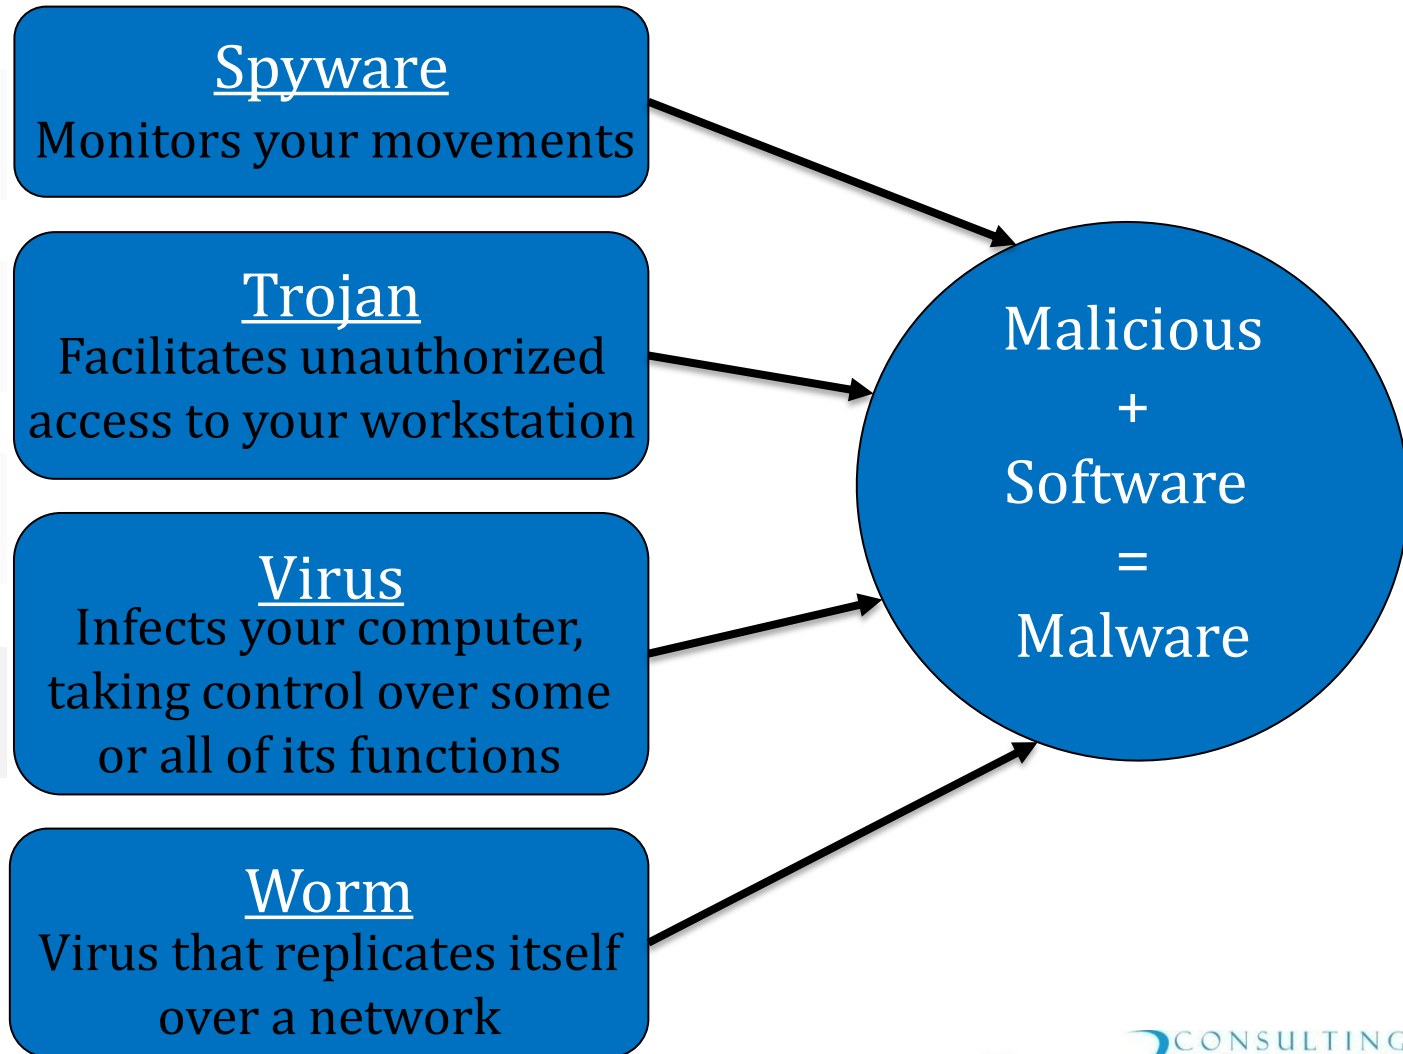 Spyware
Monitors your movements
Trojan
Facilitates unauthorized
access to your workstation
Virus
Infects your computer,
taking control over some
or all of its functions
Worm
Virus that replicates itself
over a network
Malicious
+
Software
=
Malware
CONSULTING